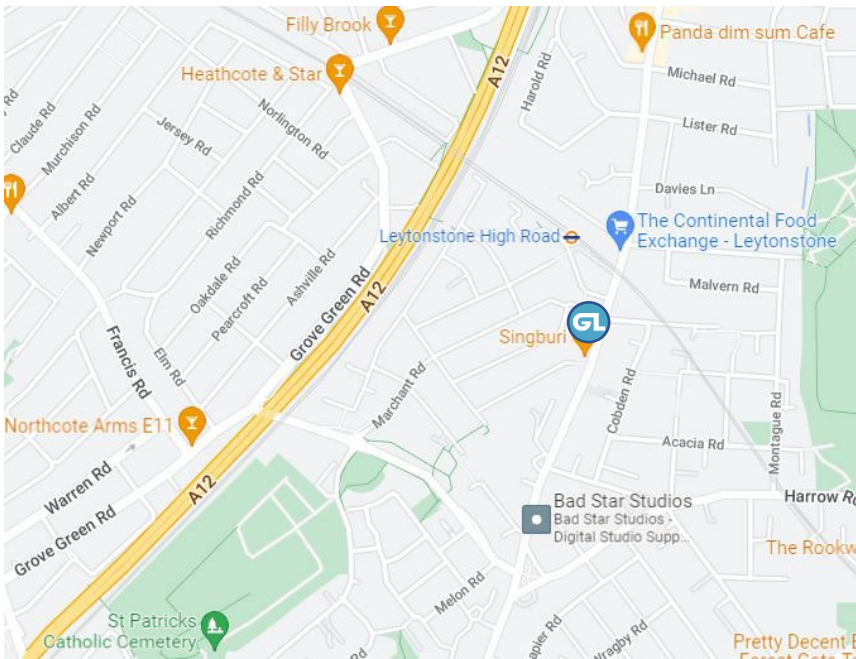 Filly Brook
Panda dim sum Cafe
Heathcote & Star
A12
Harold Rd
Michael Rd
Norlington Rd
Lister Rd
Claude Rd
Murchison Rd
Jersey Rd
Albert Rd
Newport Rd
Richmond Rd
Davies Ln
Leytonstone High Road
The Continental Food
Exchange - Leytonstone
Oakdale Rd
Pearcroft Rd
Ashville Rd
Grove Green Rd
A12
Malvern Rd
GL
Singburi
Francis Rd
Elm Rd
Marchant Rd
Cobden Rd
Montague Rd
Northcote Arms E11
Acacia Rd
Warren Rd
A12
Harrow
Bad Star Studios
Bad Star Studios -
Digital Studio Supp...
Grove Green Rd
The
Melon Rd
St Patricks
Catholic Cemetery
Rd
Wragby Rd
Pretty Decent